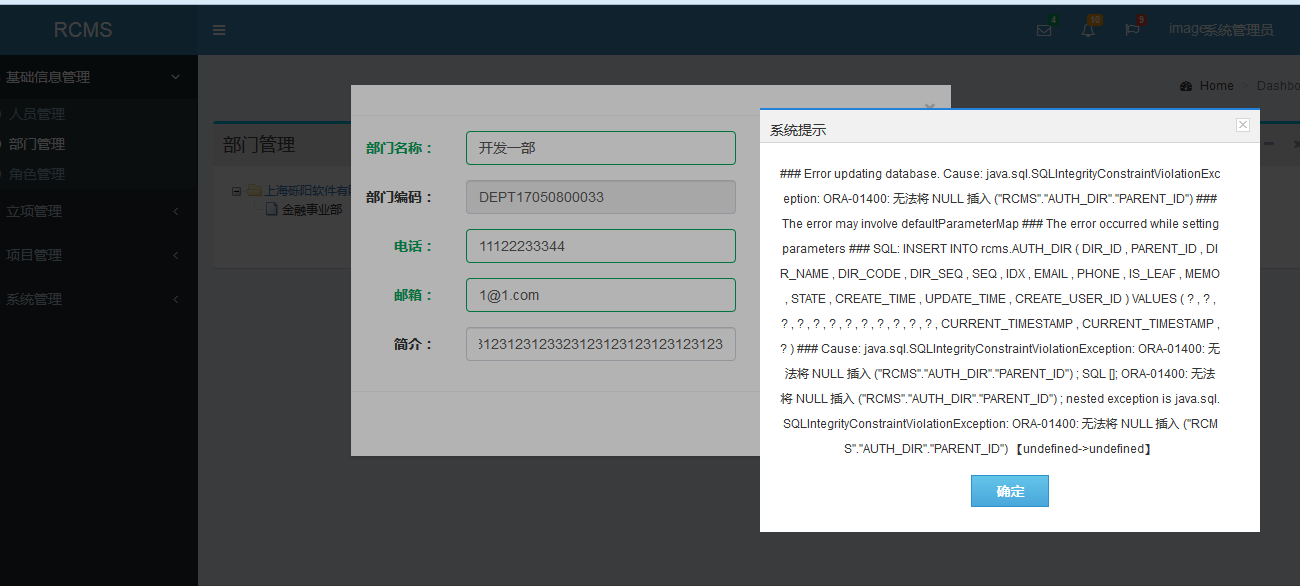 RCMS
4
10
9
image系统管理员
基础信息管理
人员管理
部门管理
角色管理
立项管理
项目管理
系统管理
Home
Dashbo
部门管理
上海砾阳软件有限
金融事业部
部门名称：
开发一部
部门编码：
DEPT17050800033
电话：
11122233344
邮箱：
1@1.com
简介：
3123123123323123123123123123123
系统提示
### Error updating database. Cause: java.sql.SQLIntegrityConstraintViolationExc
eption: ORA-01400: 无法将 NULL 插入 ("RCMS"."AUTH_DIR"."PARENT_ID") ###
The error may involve defaultParameterMap ### The error occurred while setting
parameters ### SQL: INSERT INTO rcms.AUTH_DIR ( DIR_ID , PARENT_ID , DI
R_NAME , DIR_CODE , DIR_SEQ , SEQ , IDX , EMAIL , PHONE , IS_LEAF , MEMO
, STATE , CREATE_TIME , UPDATE_TIME , CREATE_USER_ID ) VALUES ( ? , ? ,
? , ? , ? , ? , ? , ? , ? , ? , ? , ? , CURRENT_TIMESTAMP , CURRENT_TIMESTAMP ,
? ) ### Cause: java.sql.SQLIntegrityConstraintViolationException: ORA-01400: 无
法将 NULL 插入 ("RCMS"."AUTH_DIR"."PARENT_ID") ; SQL []; ORA-01400: 无法
将 NULL 插入 ("RCMS"."AUTH_DIR"."PARENT_ID") ; nested exception is java.sql.
SQLIntegrityConstraintViolationException: ORA-01400: 无法将 NULL 插入 ("RCM
S"."AUTH_DIR"."PARENT_ID") 【undefined->undefined】
确定